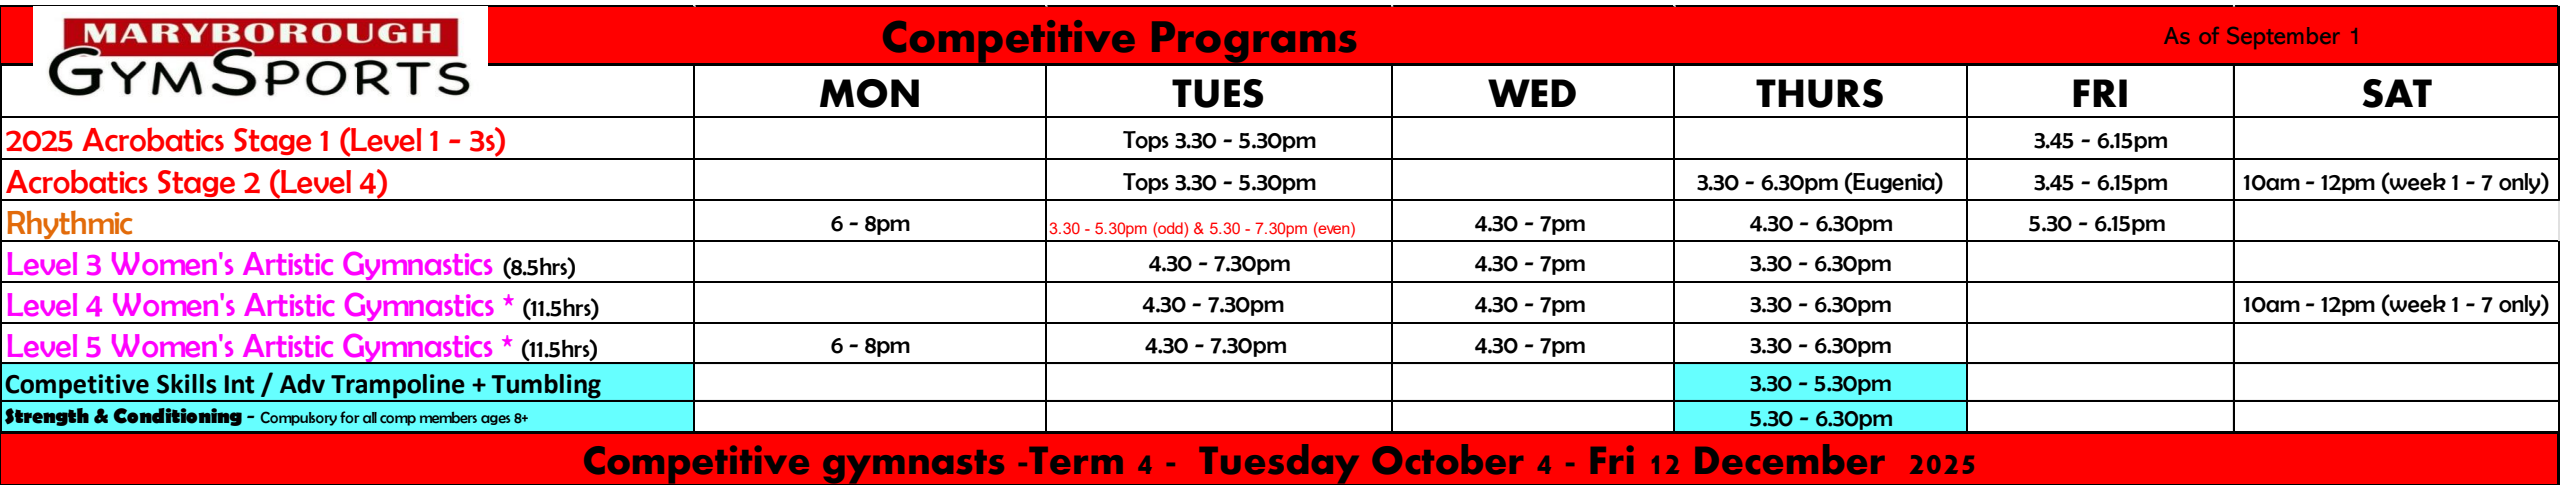 MARYBOROUGH
GYMSPORTS
Competitive Programs As of September 1
MON TUES WED THURS FRI SAT
2025 Acrobatics Stage 1 (Level 1 - 3s) Tops 3.30 - 5.30pm 3.45 - 6.15pm
Acrobatics Stage 2 (Level 4) Tops 3.30 - 5.30pm 3.30 - 6.30pm (Eugenia) 3.45 - 6.15pm 10am - 12pm (week 1 - 7 only)
Rhythmic 6 - 8pm 3.30 - 5.30pm (odd) & 5.30 - 7.30pm (even) 4.30 - 7pm 4.30 - 6.30pm 5.30 - 6.15pm
Level 3 Women's Artistic Gymnastics (8.5hrs) 4.30 - 7.30pm 4.30 - 7pm 3.30 - 6.30pm
Level 4 Women's Artistic Gymnastics * (11.5hrs) 4.30 - 7.30pm 4.30 - 7pm 3.30 - 6.30pm 10am - 12pm (week 1 - 7 only)
Level 5 Women's Artistic Gymnastics * (11.5hrs) 6 - 8pm 4.30 - 7.30pm 4.30 - 7pm 3.30 - 6.30pm
Competitive Skills Int / Adv Trampoline + Tumbling 3.30 - 5.30pm
Strength & Conditioning - Compulsory for all comp members ages 8+ 5.30 - 6.30pm
Competitive gymnasts -Term 4 - Tuesday October 4 - Fri 12 December 2025